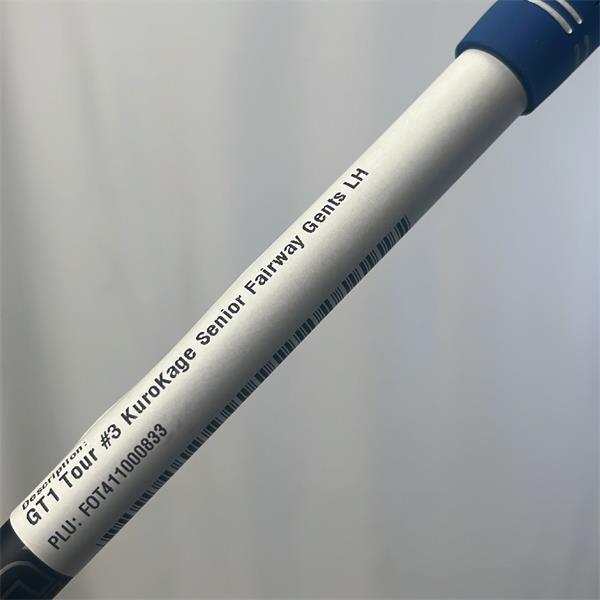 Description:
GT1 Tour #3 KuroKage Senior Fairway Gents LH
PLU: FOT411000833